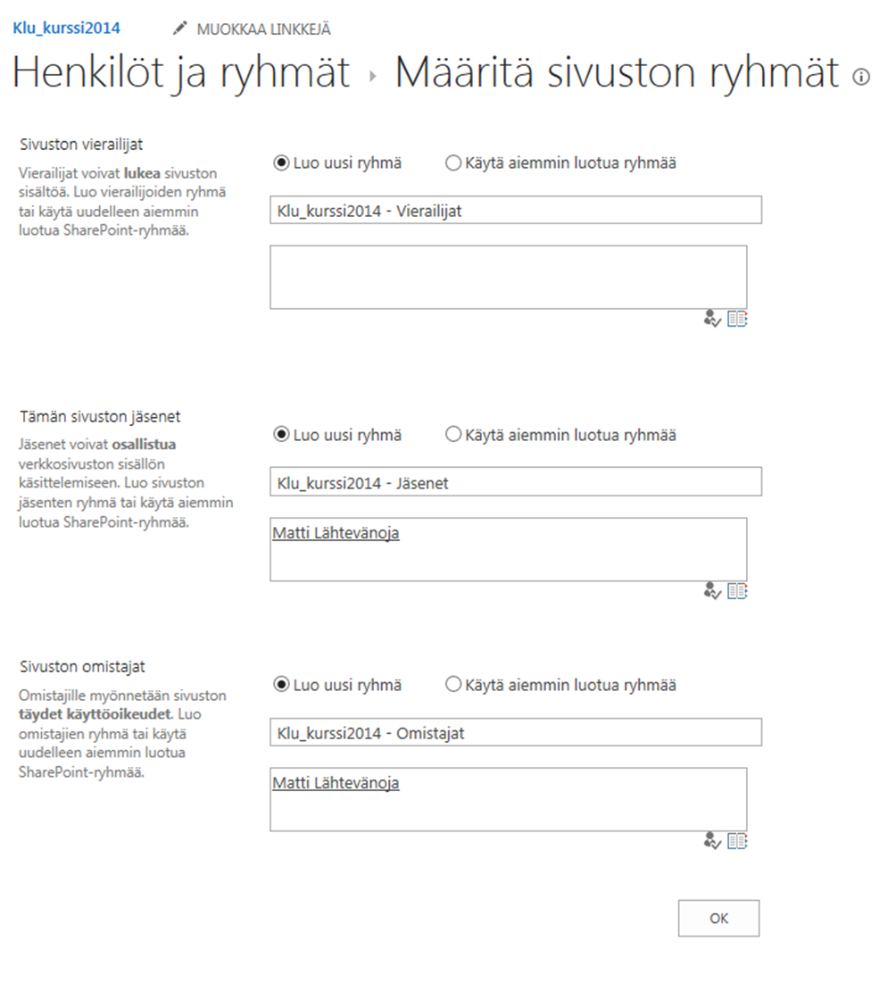 Klu_kurssi2014 MUOKKAA LINKKEJÄ
Henkilöt ja ryhmät Määritä sivuston ryhmät
Sivuston vierailijat
Vierailijat voivat lukea sivuston
sisältöä. Luo vierailijoiden ryhmä
tai käytä uudelleen aiemmin
luotua SharePoint-ryhmää.
Luo uusi ryhmä Käytä aiemmin luotua ryhmää
Klu_kurssi2014 - Vierailijat
Tämän sivuston jäsenet
Jäsenet voivat osallistua
verkkosivuston sisällön
käsittelemiseen. Luo sivuston
jäsenten ryhmä tai käytä aiemmin
luotua SharePoint-ryhmää.
Luo uusi ryhmä Käytä aiemmin luotua ryhmää
Klu_kurssi2014 - Jäsenet
Matti Lähtevänoja
Sivuston omistajat
Omistajille myönnetään sivuston
täydet käyttöoikeudet. Luo
omistajien ryhmä tai käytä
uudelleen aiemmin luotua
SharePoint-ryhmää.
Luo uusi ryhmä Käytä aiemmin luotua ryhmää
Klu_kurssi2014 - Omistajat
Matti Lähtevänoja
OK